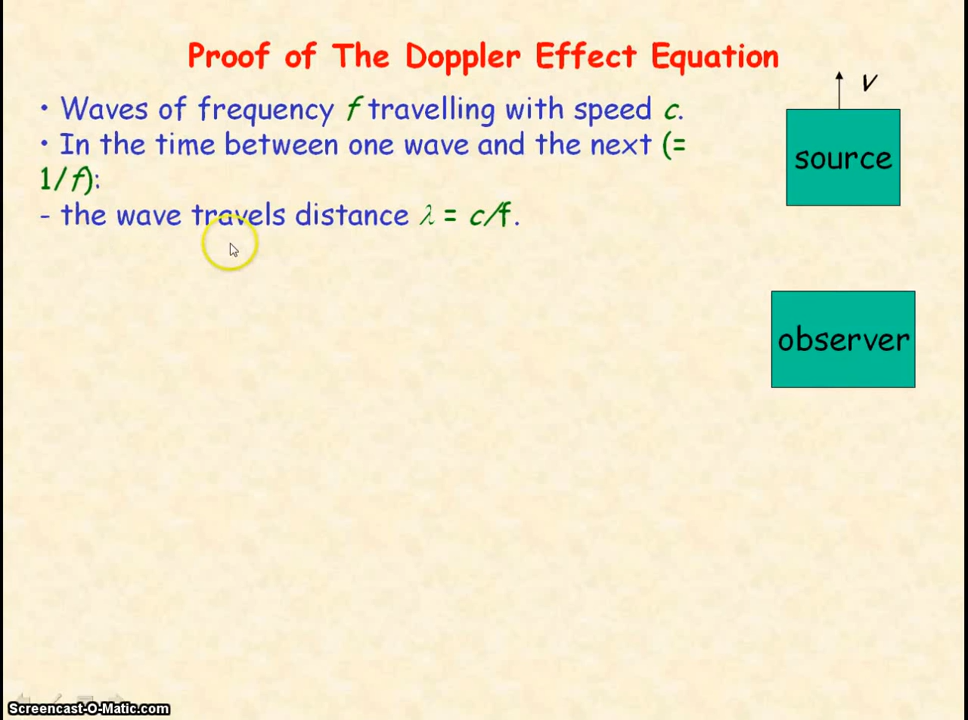 Proof of The Doppler Effect Equation
v
• Waves of frequency f travelling with speed c.
• In the time between one wave and the next (=
1/f):
- the wave travels distance λ = c/f.
source
observer
Screencast-O-Matic.com